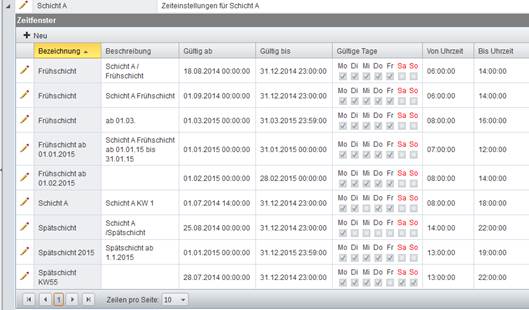 Schicht A Zeiteinstellungen für Schicht A
Zeitfenster
Neu
Bezeichnung Beschreibung Gültig ab Gültig bis Gültige Tage Von Uhrzeit Bis Uhrzeit
Frühschicht Schicht A / Frühschicht 18.08.2014 00:00:00 31.12.2014 23:00:00 Mo Di Mi Do Fr Sa So 06:00:00 14:00:00
Frühschicht Schicht A Frühschicht 01.09.2014 00:00:00 31.12.2014 23:00:00 Mo Di Mi Do Fr Sa So 06:00:00 14:00:00
Frühschicht ab 01.03. 01.03.2015 00:00:00 31.03.2015 23:59:00 Mo Di Mi Do Fr Sa So 08:00:00 16:00:00
Frühschicht ab 01.01.2015 Schicht A Frühschicht ab 01.01.15 bis 31.01.15 01.01.2015 00:00:00 31.01.2015 00:00:00 Mo Di Mi Do Fr Sa So 07:00:00 12:00:00
Frühschicht ab 01.02.2015 01.02.2015 00:00:00 28.02.2015 00:00:00 Mo Di Mi Do Fr Sa So 08:00:00 14:00:00
Schicht A Schicht A KW 1 01.07.2014 14:00:00 31.12.2014 23:00:00 Mo Di Mi Do Fr Sa So 08:00:00 18:00:00
Spätschicht Schicht A /Spätschicht 25.08.2014 00:00:00 31.12.2014 23:00:00 Mo Di Mi Do Fr Sa So 14:00:00 22:00:00
Spätschicht 2015 Spätschicht ab 1.1.2015 01.01.2015 00:00:00 31.12.2015 23:59:00 Mo Di Mi Do Fr Sa So 13:00:00 19:00:00
Spätschicht KW55 28.07.2014 00:00:00 31.12.2014 23:00:00 Mo Di Mi Do Fr Sa So 13:00:00 22:00:00
1 Zeilen pro Seite: 10